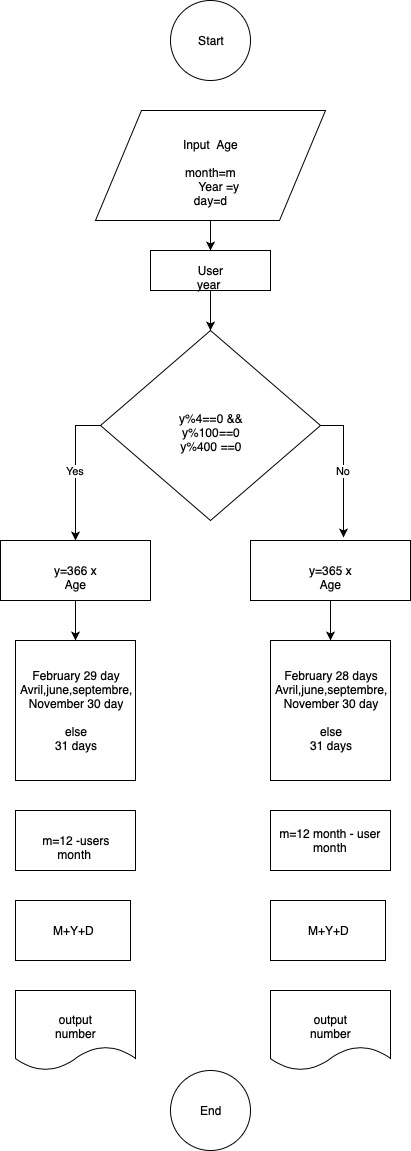 Start
Input Age
month=m
Year =y
day=d
User
year
y%4==0 &&
y%100==0
y%400 ==0
Yes
No
y=366 x
Age
y=365 x
Age
February 29 day
Avril,june,septembre,
November 30 day
else
31 days
February 28 days
Avril,june,septembre,
November 30 day
else
31 days
m=12 -users
month
m=12 month - user
month
M+Y+D
M+Y+D
output
number
output
number
End